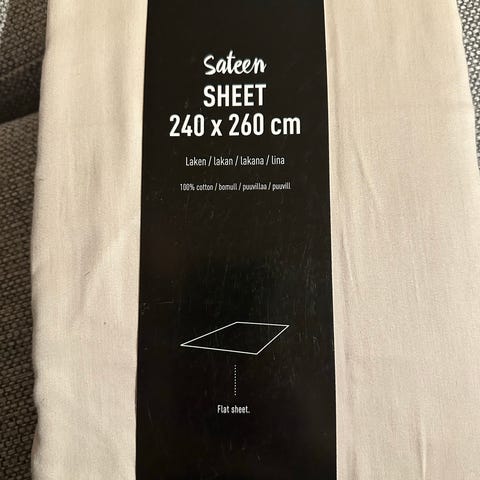 Sateen
SHEET
240 x 260 cm
Laken / lakan / lakana / lina
100% cotton / bomull / puuvillaa / puuvill
Flat sheet.